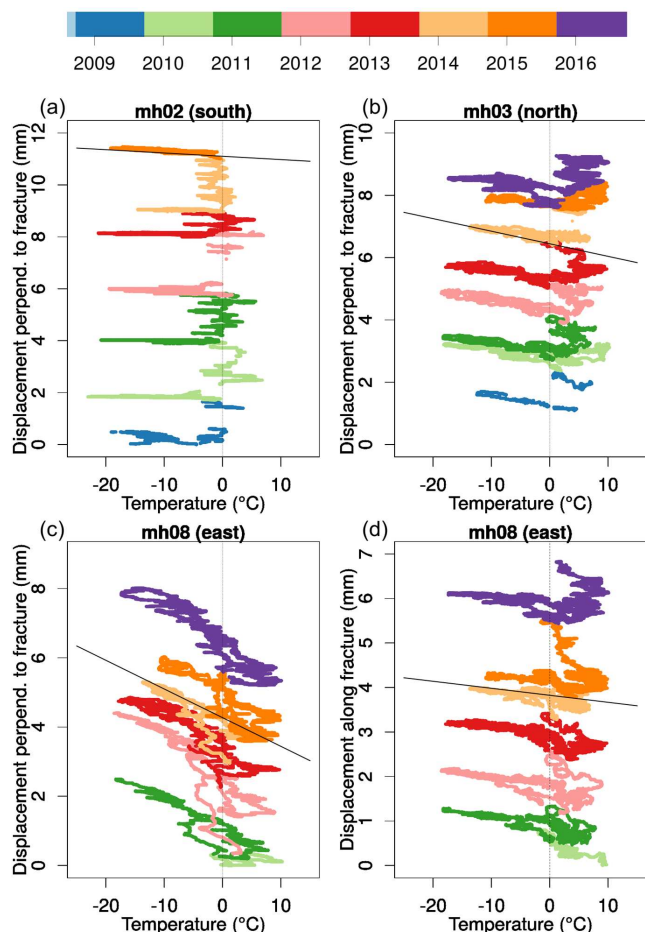 2009 2010 2011 2012 2013 2014 2015 2016
(a) mh02 (south)
Displacement perpend. to fracture (mm)
12
10
8
6
4
2
0
-20 -10 0 10
Temperature (°C)
(b) mh03 (north)
Displacement perpend. to fracture (mm)
10
8
6
4
2
0
-20 -10 0 10
Temperature (°C)
(c) mh08 (east)
Displacement perpend. to fracture (mm)
8
6
4
2
0
-20 -10 0 10
Temperature (°C)
(d) mh08 (east)
Displacement along fracture (mm)
7
6
5
4
3
2
1
0
-20 -10 0 10
Temperature (°C)